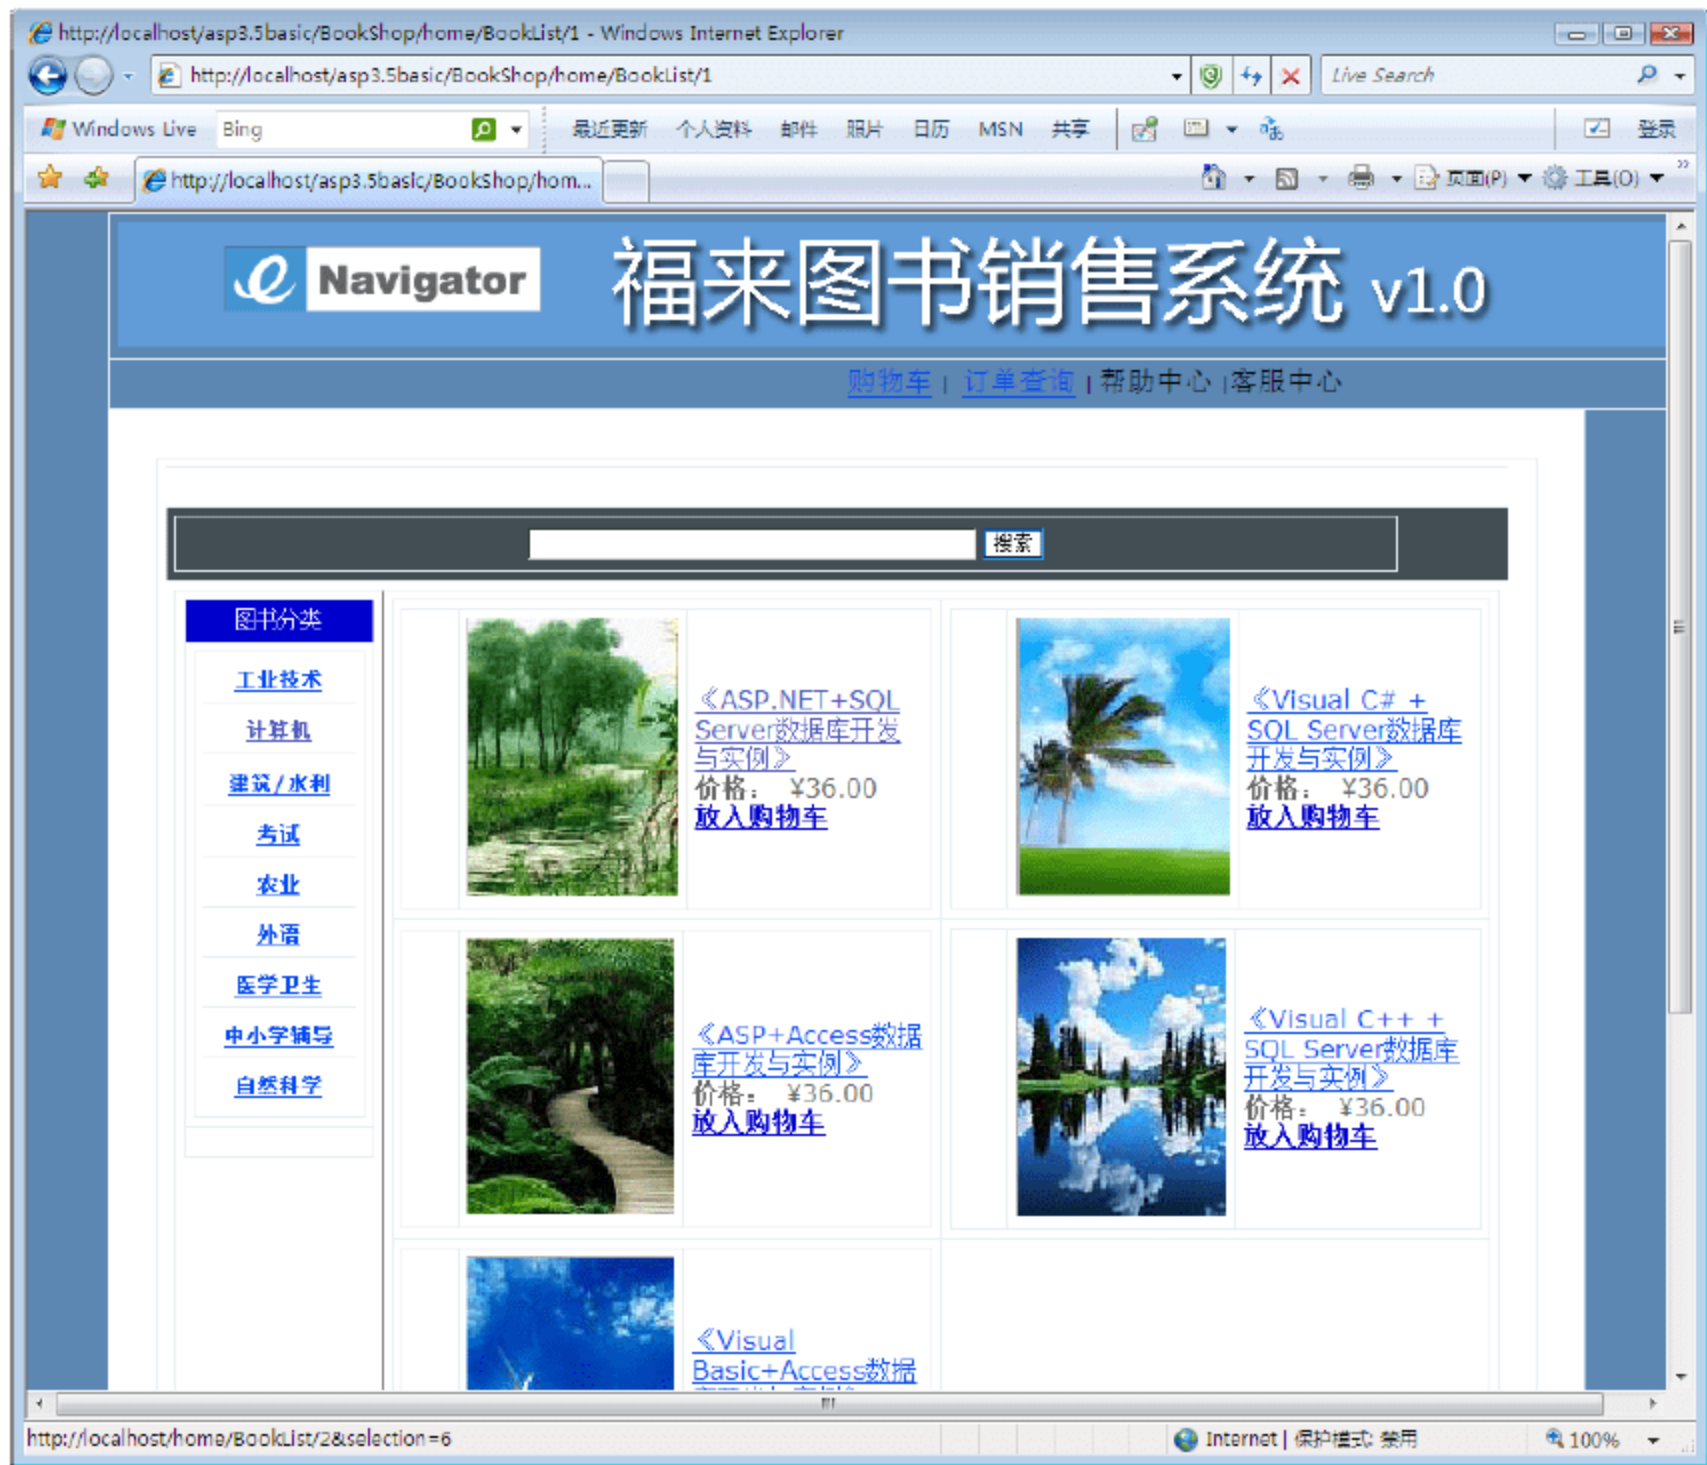 http://localhost/asp3.5basic/BookShop/home/BookList/1 - Windows Internet Explorer
http://localhost/asp3.5basic/BookShop/home/BookList/1
Live Search
Windows Live Bing 最近更新 个人资料 邮件 照片 日历 MSN 共享 登录
http://localhost/asp3.5basic/BookShop/hom...
页面(P) 工具(O)
e Navigator 福来图书销售系统 v1.0
购物车 | 订单查询 | 帮助中心 |客服中心
搜索
图书分类
工业技术
计算机
建筑/水利
考试
农业
外语
医学卫生
中小学辅导
自然科学
《ASP.NET+SQL
Server数据库开发
与实例》
价格： ¥36.00
放入购物车
《Visual C# +
SQL Server数据库
开发与实例》
价格： ¥36.00
放入购物车
《ASP+Access数据
库开发与实例》
价格： ¥36.00
放入购物车
《Visual C++ +
SQL Server数据库
开发与实例》
价格： ¥36.00
放入购物车
《Visual
Basic+Access数据
http://localhost/home/BookList/2&selection=6
Internet | 保护模式: 禁用
100%